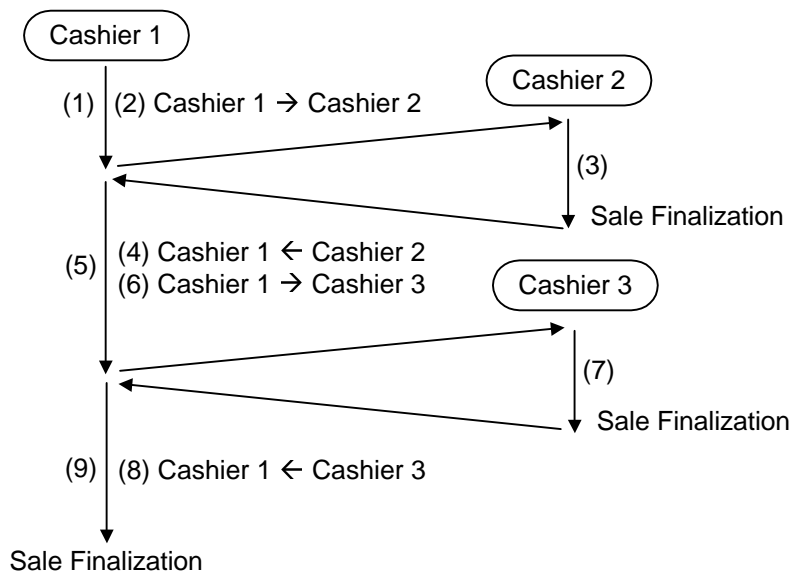 Cashier 1
Cashier 2
(1)
(2) Cashier 1 → Cashier 2
(3)
Sale Finalization
(4) Cashier 1 ← Cashier 2
(5)
(6) Cashier 1 → Cashier 3
Cashier 3
(7)
Sale Finalization
(9)
(8) Cashier 1 ← Cashier 3
Sale Finalization